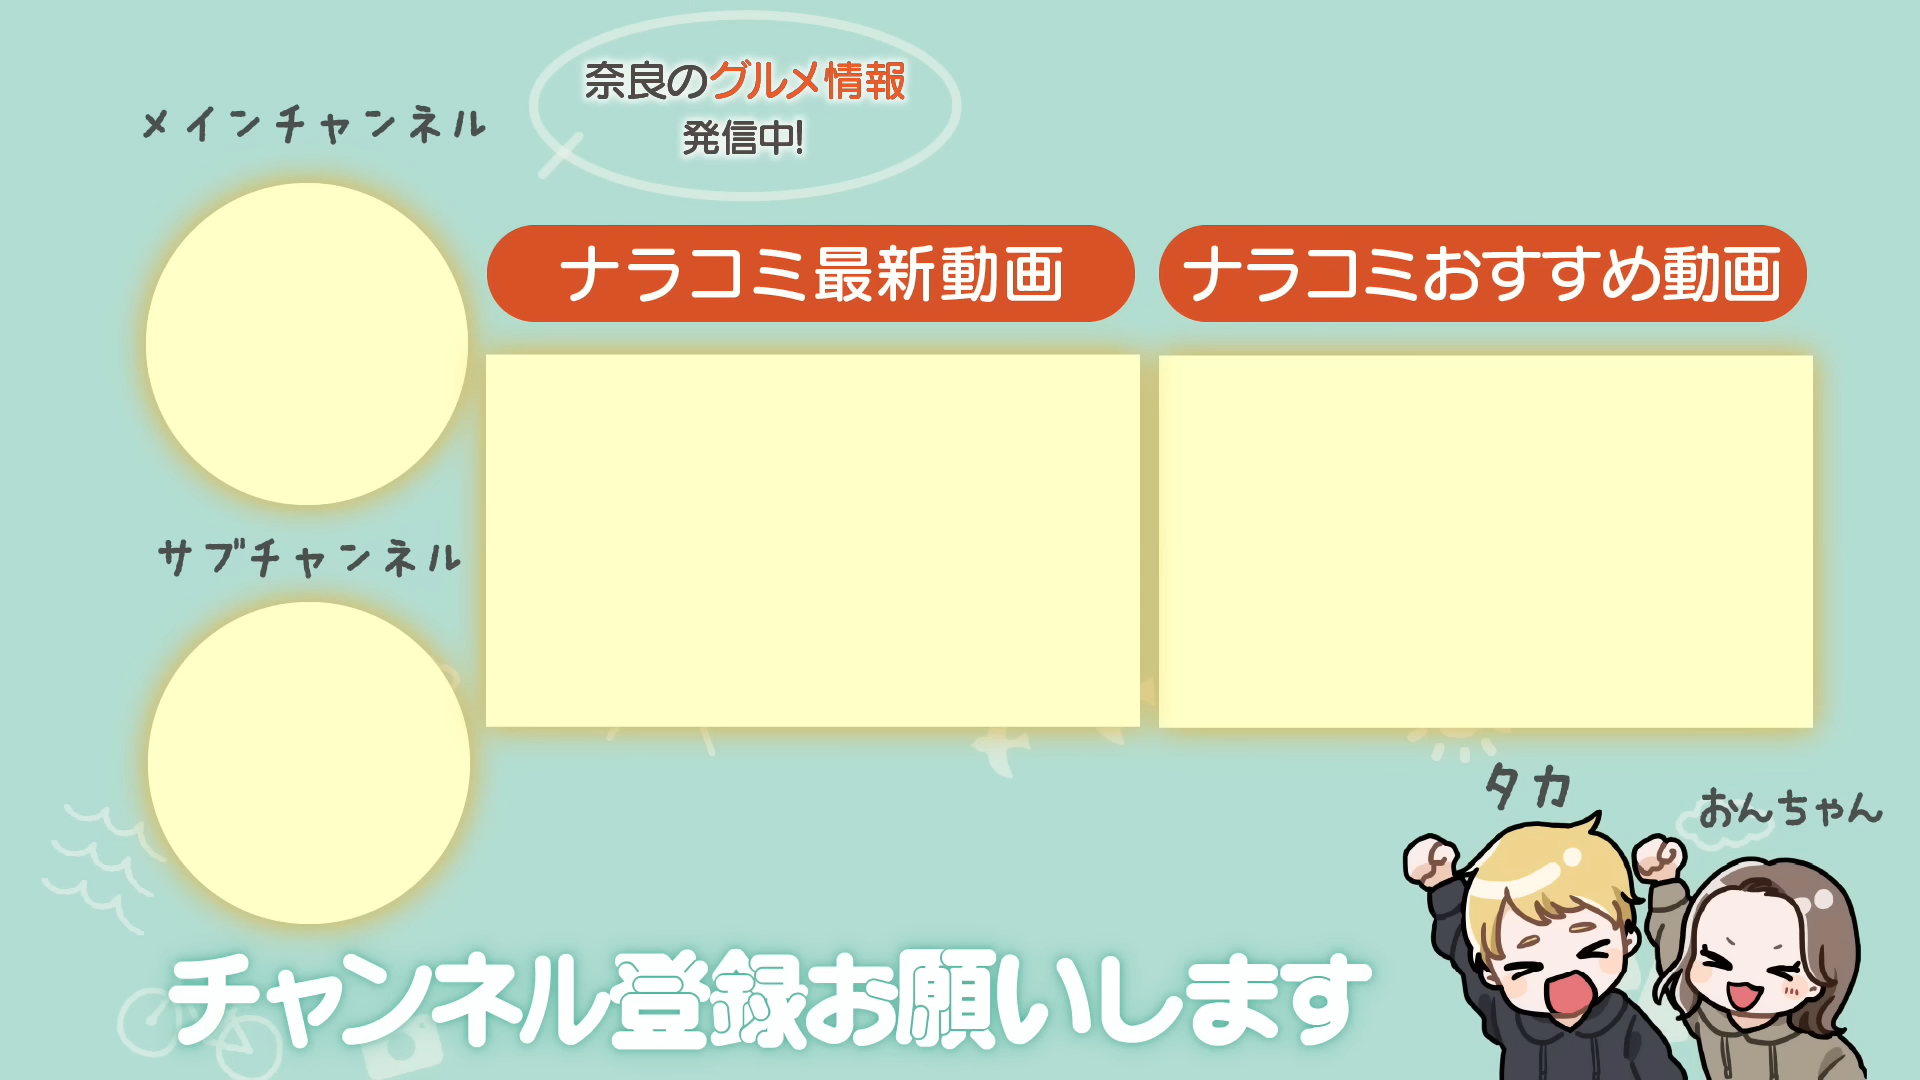 奈良のグルメ情報
発信中!
メインチャンネル
ナラコミ最新動画
ナラコミおすすめ動画
サブチャンネル
タカ
おんちゃん
チャンネル登録お願いします